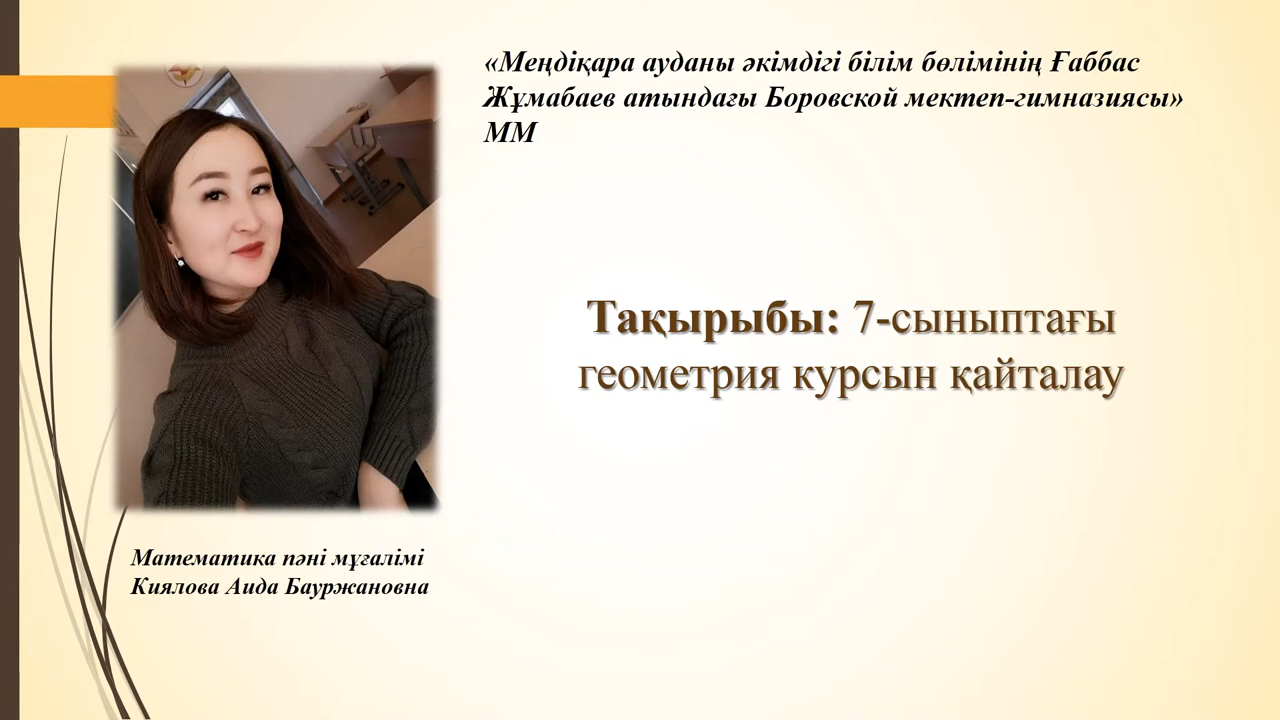 «Меңдіқара ауданы әкімдігі білім бөлімінің Ғаббас
Жұмабаев атындағы Боровской мектеп-гимназиясы»
ММ
Тақырыбы: 7-сыныптағы
геометрия курсын қайталау
Математика пәні мұғалімі
Киялова Аида Бауржановна